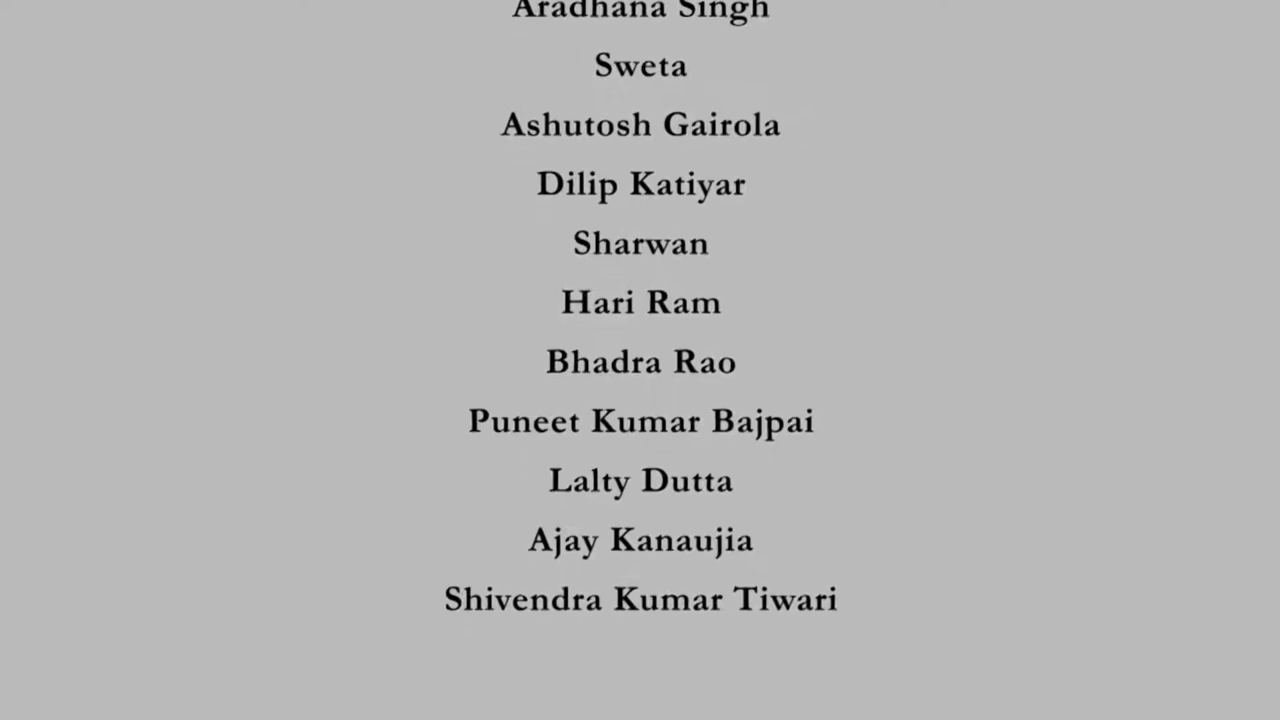 Aradhana Singh
Sweta
Ashutosh Gairola
Dilip Katiyar
Sharwan
Hari Ram
Bhadra Rao
Puneet Kumar Bajpai
Lalty Dutta
Ajay Kanaujia
Shivendra Kumar Tiwari